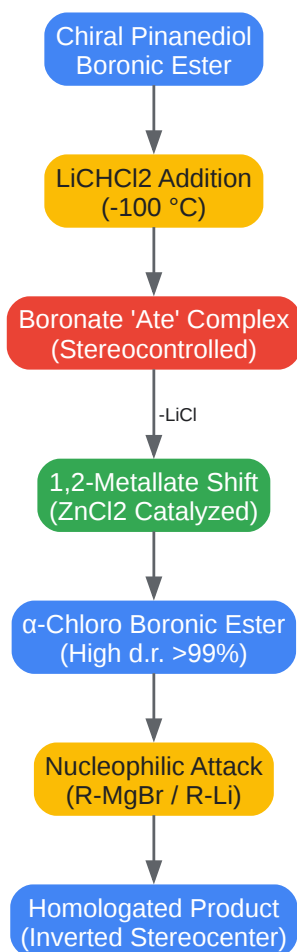 Chiral Pinanediol
Boronic Ester
LiCHCl2 Addition
(-100 °C)
Boronate 'Ate' Complex
(Stereocontrolled)
-LiCl
1,2-Metallate Shift
(ZnCl2 Catalyzed)
α-Chloro Boronic Ester
(High d.r. >99%)
Nucleophilic Attack
(R-MgBr / R-Li)
Homologated Product
(Inverted Stereocenter)